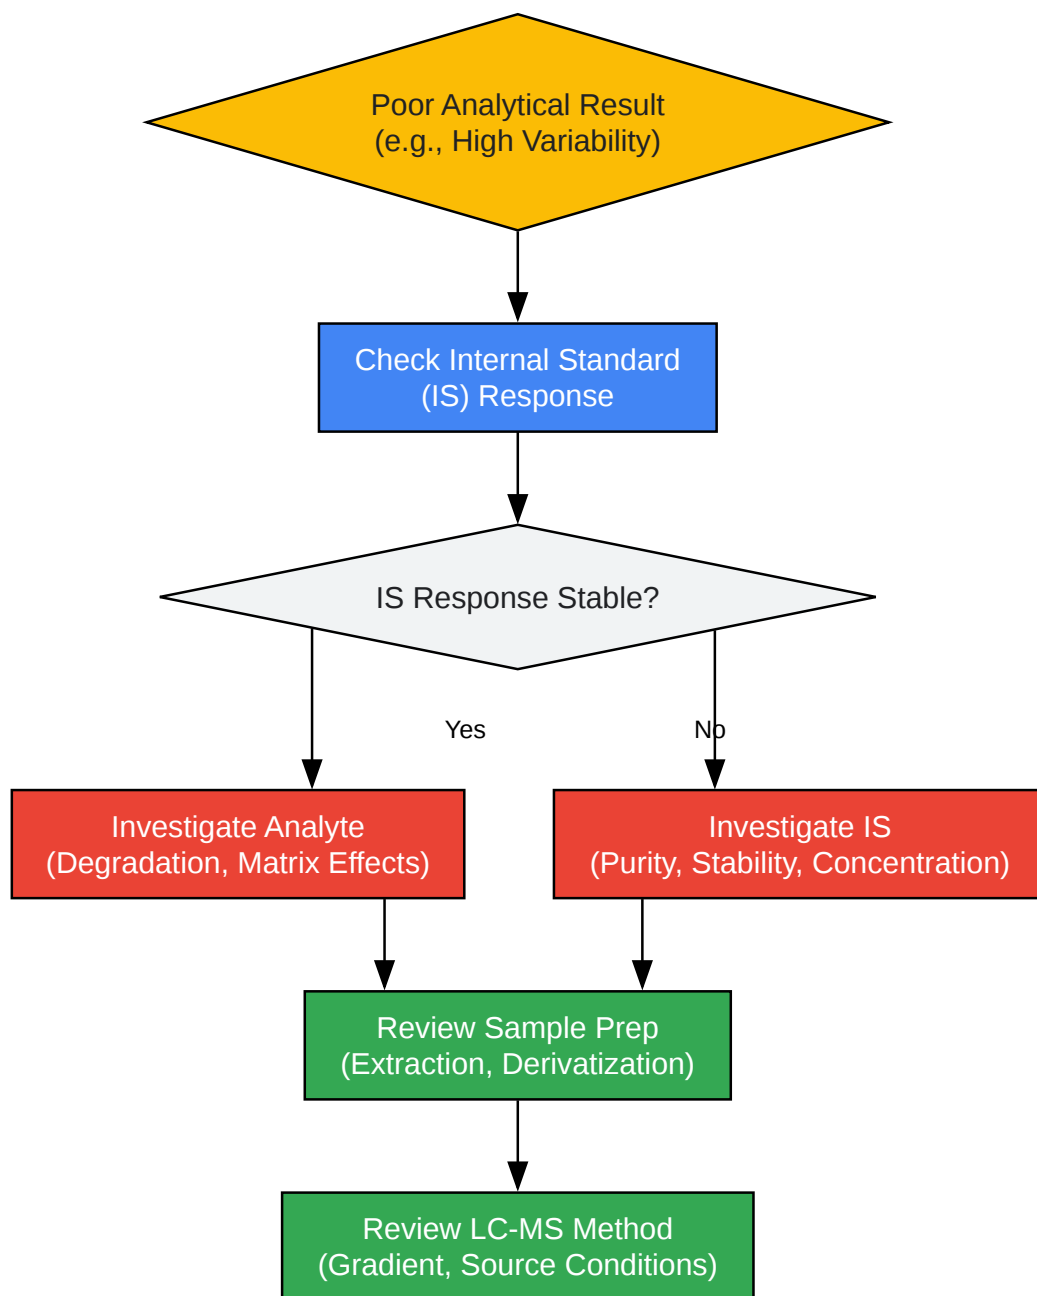 Poor Analytical Result
(e.g., High Variability)
Check Internal Standard
(IS) Response
IS Response Stable?
Yes
No
Investigate Analyte
(Degradation, Matrix Effects)
Investigate IS
(Purity, Stability, Concentration)
Review Sample Prep
(Extraction, Derivatization)
Review LC-MS Method
(Gradient, Source Conditions)